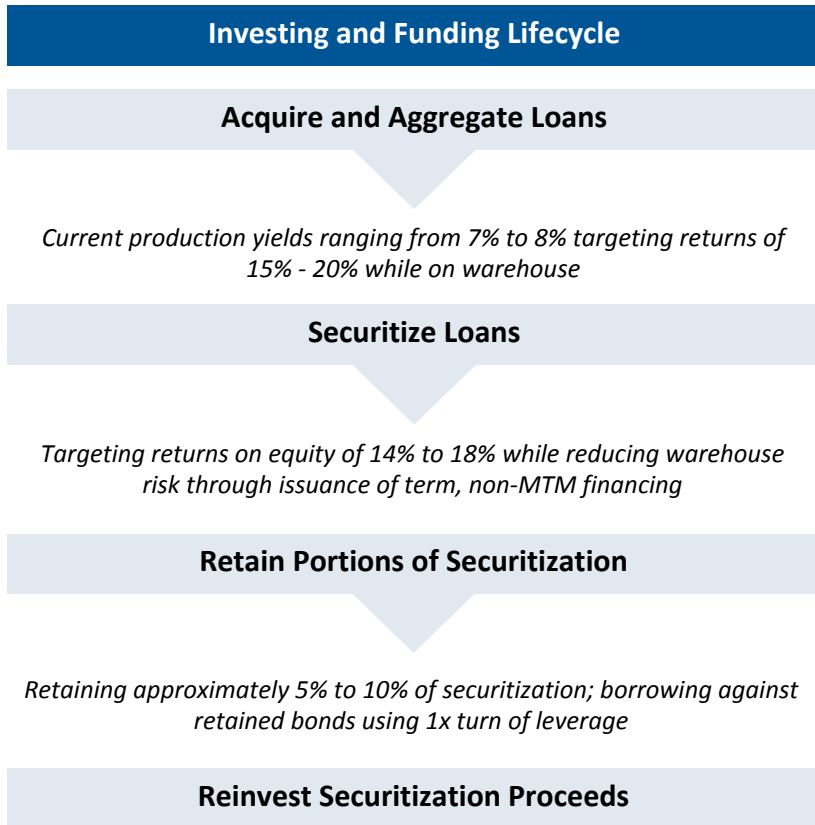 Investing and Funding Lifecycle
Acquire and Aggregate Loans
Current production yields ranging from 7% to 8% targeting returns of
15% - 20% while on warehouse
Securitize Loans
Targeting returns on equity of 14% to 18% while reducing warehouse
risk through issuance of term, non-MTM financing
Retain Portions of Securitization
Retaining approximately 5% to 10% of securitization; borrowing against
retained bonds using 1x turn of leverage
Reinvest Securitization Proceeds